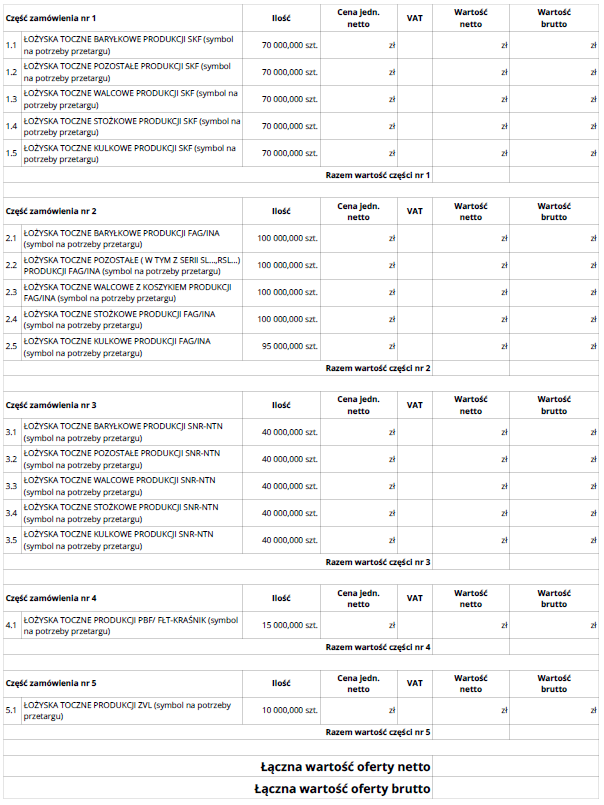 Część zamówienia nr 1 Ilość Cena jedn. netto VAT Wartość netto Wartość brutto
1.1 ŁOŻYSKA TOCZNE BARYŁKOWE PRODUKCJI SKF (symbol
na potrzeby przetargu) 70 000,000 szt. zł zł zł
1.2 ŁOŻYSKA TOCZNE POZOSTAŁE PRODUKCJI SKF (symbol
na potrzeby przetargu) 70 000,000 szt. zł zł zł
1.3 ŁOŻYSKA TOCZNE WALCOWE PRODUKCJI SKF (symbol na
potrzeby przetargu) 70 000,000 szt. zł zł zł
1.4 ŁOŻYSKA TOCZNE STOŻKOWE PRODUKCJI SKF (symbol na
potrzeby przetargu) 70 000,000 szt. zł zł zł
1.5 ŁOŻYSKA TOCZNE KULKOWE PRODUKCJI SKF (symbol na
potrzeby przetargu) 70 000,000 szt. zł zł zł
Razem wartość części nr 1
Część zamówienia nr 2 Ilość Cena jedn. netto VAT Wartość netto Wartość brutto
2.1 ŁOŻYSKA TOCZNE BARYŁKOWE PRODUKCJI FAG/INA
(symbol na potrzeby przetargu) 100 000,000 szt. zł zł zł
2.2 ŁOŻYSKA TOCZNE POZOSTAŁE ( W TYM Z SERII SL...,,RSL...)
PRODUKCJI FAG/INA (symbol na potrzeby przetargu) 100 000,000 szt. zł zł zł
2.3 ŁOŻYSKA TOCZNE WALCOWE Z KOSZYKIEM PRODUKCJI
FAG/INA (symbol na potrzeby przetargu) 100 000,000 szt. zł zł zł
2.4 ŁOŻYSKA TOCZNE STOŻKOWE PRODUKCJI FAG/INA
(symbol na potrzeby przetargu) 100 000,000 szt. zł zł zł
2.5 ŁOŻYSKA TOCZNE KULKOWE PRODUKCJI FAG/INA
(symbol na potrzeby przetargu) 95 000,000 szt. zł zł zł
Razem wartość części nr 2
Część zamówienia nr 3 Ilość Cena jedn. netto VAT Wartość netto Wartość brutto
3.1 ŁOŻYSKA TOCZNE BARYŁKOWE PRODUKCJI SNR-NTN
(symbol na potrzeby przetargu) 40 000,000 szt. zł zł zł
3.2 ŁOŻYSKA TOCZNE POZOSTAŁE PRODUKCJI SNR-NTN
(symbol na potrzeby przetargu) 40 000,000 szt. zł zł zł
3.3 ŁOŻYSKA TOCZNE WALCOWE PRODUKCJI SNR-NTN
(symbol na potrzeby przetargu) 40 000,000 szt. zł zł zł
3.4 ŁOŻYSKA TOCZNE STOŻKOWE PRODUKCJI SNR-NTN
(symbol na potrzeby przetargu) 40 000,000 szt. zł zł zł
3.5 ŁOŻYSKA TOCZNE KULKOWE PRODUKCJI SNR-NTN
(symbol na potrzeby przetargu) 40 000,000 szt. zł zł zł
Razem wartość części nr 3
Część zamówienia nr 4 Ilość Cena jedn. netto VAT Wartość netto Wartość brutto
4.1 ŁOŻYSKA TOCZNE PRODUKCJI PBF/ FŁT-KRAŚNIK (symbol
na potrzeby przetargu) 15 000,000 szt. zł zł zł
Razem wartość części nr 4
Część zamówienia nr 5 Ilość Cena jedn. netto VAT Wartość netto Wartość brutto
5.1 ŁOŻYSKA TOCZNE PRODUKCJI ZVL (symbol na potrzeby
przetargu) 10 000,000 szt. zł zł zł
Razem wartość części nr 5
Łączna wartość oferty netto
Łączna wartość oferty brutto